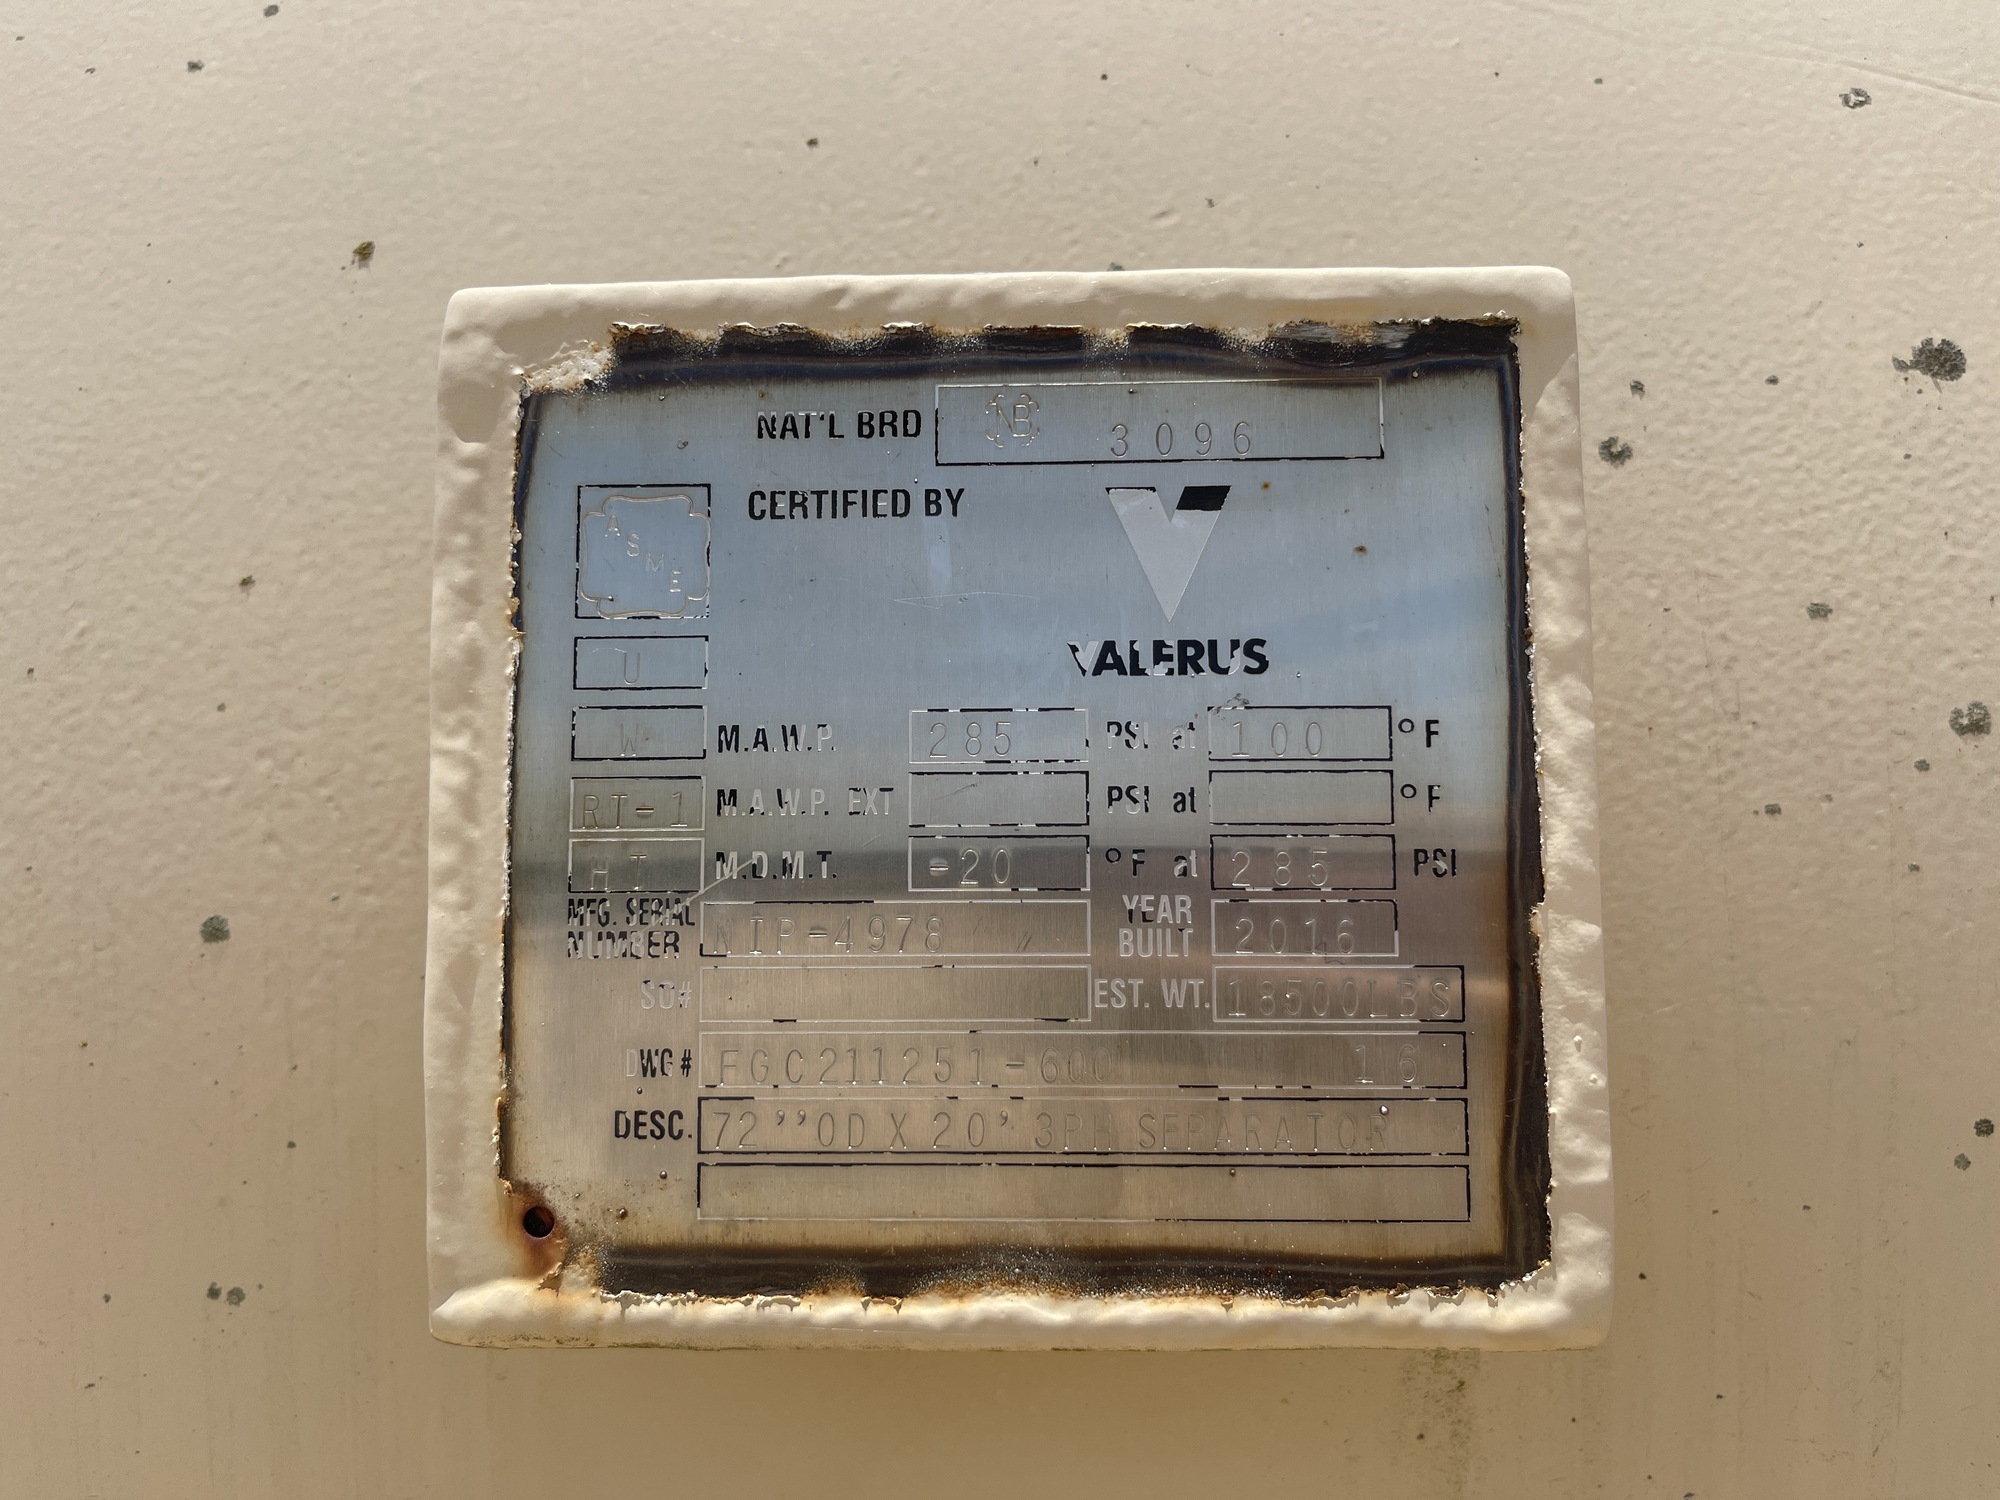 NAT'L BRD NB 3096
ASME
CERTIFIED BY
VALERUS
U
W M.A.W.P. 285 PSI at 100 °F
RT-1 M.A.W.P. EXT PSI at °F
HT M.D.M.T. -20 °F at 285 PSI
MFG. SERIAL NUMBER NIP-4978 YEAR BUILT 2016
SO# EST. WT. 18500LBS
DWG # FGC211251-600 16
DESC. 72''OD X 20' 3PH SEPARATOR